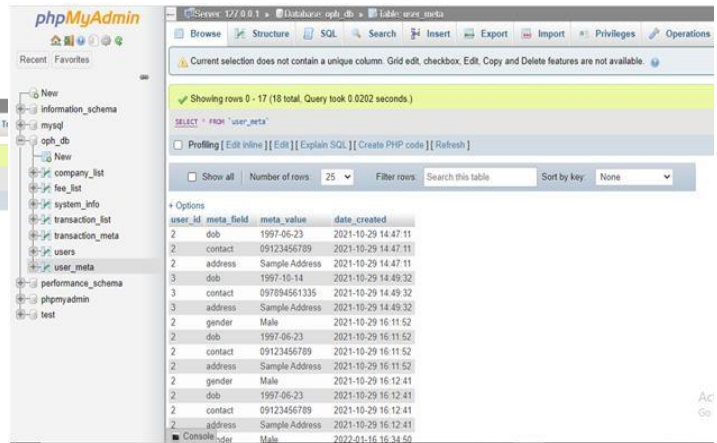 phpMyAdmin
Recent Favorites
New
information_schema
mysql
oph_db
New
company_list
fee_list
system_info
transaction_list
transaction_meta
users
user_meta
performance_schema
phpmyadmin
test
Server: 127.0.0.1 » Database: oph_db » Table: user_meta
Browse Structure SQL Search Insert Export Import Privileges Operations
Current selection does not contain a unique column. Grid edit, checkbox, Edit, Copy and Delete features are not available.
Showing rows 0 - 17 (18 total, Query took 0.0202 seconds.)
SELECT * FROM `user_meta`
Profiling [ Edit inline ] [ Edit ] [ Explain SQL ] [ Create PHP code ] [ Refresh ]
Show all Number of rows: 25 Filter rows: Search this table Sort by key: None
+ Options
user_id meta_field meta_value date_created
2 dob 1997-06-23 2021-10-29 14:47:11
2 contact 09123456789 2021-10-29 14:47:11
2 address Sample Address 2021-10-29 14:47:11
3 dob 1997-10-14 2021-10-29 14:49:32
3 contact 097894561335 2021-10-29 14:49:32
3 address Sample Address 2021-10-29 14:49:32
2 gender Male 2021-10-29 16:11:52
2 dob 1997-06-23 2021-10-29 16:11:52
2 contact 09123456789 2021-10-29 16:11:52
2 address Sample Address 2021-10-29 16:11:52
2 gender Male 2021-10-29 16:12:41
2 dob 1997-06-23 2021-10-29 16:12:41
2 contact 09123456789 2021-10-29 16:12:41
2 address Sample Address 2021-10-29 16:12:41
Console nder Male 2022-01-16 16:34:50
Act
Go